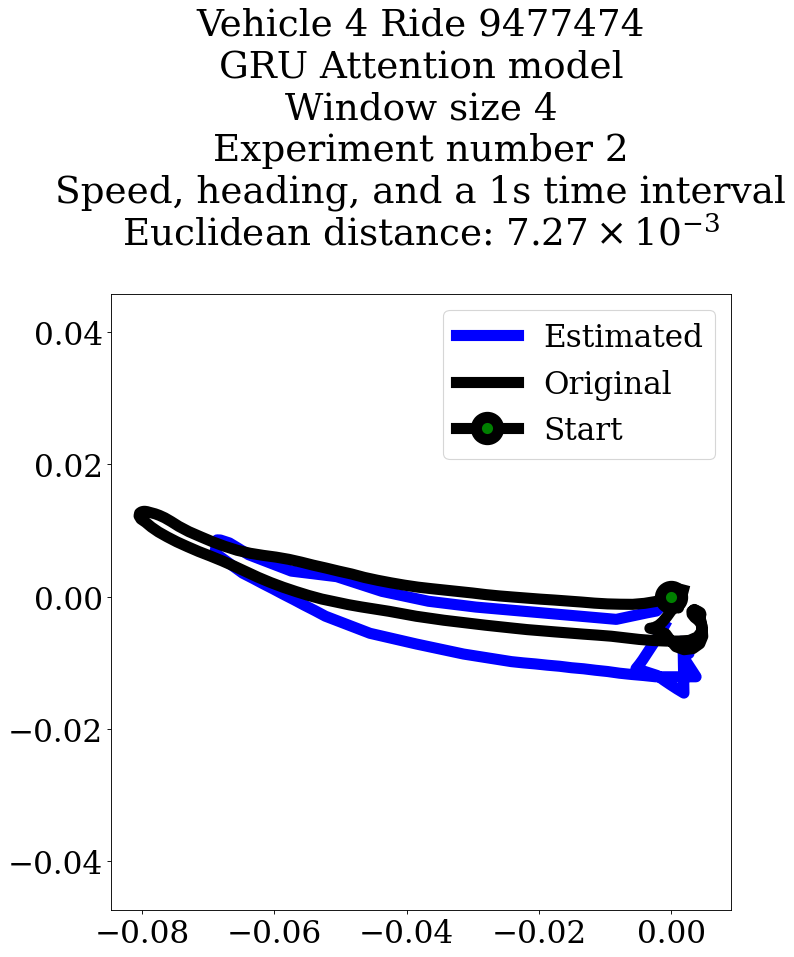 Vehicle 4 Ride 9477474
GRU Attention model
Window size 4
Experiment number 2
Speed, heading, and a 1s time interval
Euclidean distance: 7.27 × 10⁻³
Estimated
Original
Start
0.04
0.02
0.00
−0.02
−0.04
−0.08 −0.06 −0.04 −0.02 0.00